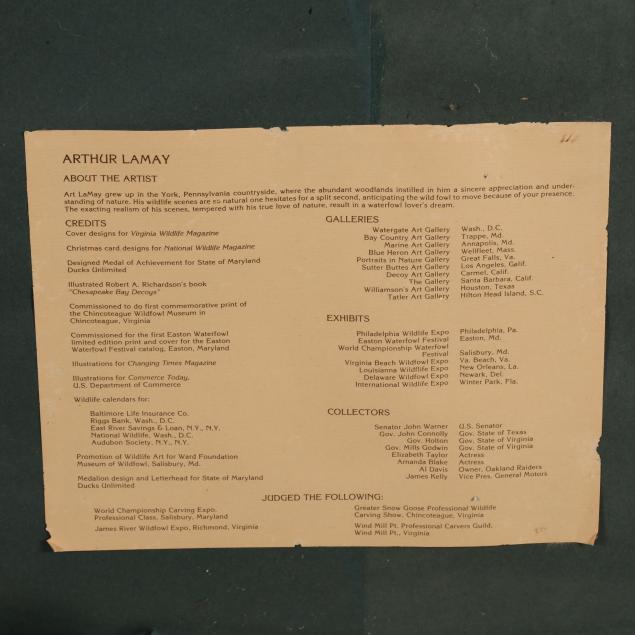 ARTHUR LAMAY
ABOUT THE ARTIST
Art LaMay grew up in the York, Pennsylvania countryside, where the abundant woodlands instilled in him a sincere appreciation and under-
standing of nature. His wildlife scenes are so natural one hesitates for a split second, anticipating the wild fowl to move because of your presence.
The exacting realism of his scenes, tempered with his true love of nature, result in a waterfowl lover's dream.
CREDITS
Cover designs for Virginia Wildlife Magazine
Christmas card designs for National Wildlife Magazine
Designed Medal of Achievement for State of Maryland
Ducks Unlimited
Illustrated Robert A. Richardson's book
"Chesapeake Bay Decoys"
Commissioned to do first commemorative print of
the Chincoteague Wildfowl Museum in
Chincoteague, Virginia
Commissioned for the first Easton Waterfowl
limited edition print and cover for the Easton
Waterfowl Festival catalog, Easton, Maryland
Illustrations for Changing Times Magazine
Illustrations for Commerce Today,
U.S. Department of Commerce
Wildlife calendars for:
Baltimore Life Insurance Co.
Riggs Bank, Wash., D.C.
East River Savings & Loan, N.Y., N.Y.
National Wildlife, Wash., D.C.
Audubon Society, N.Y., N.Y.
Promotion of Wildlife Art for Ward Foundation
Museum of Wildfowl, Salisbury, Md.
Medallion design and Letterhead for State of Maryland
Ducks Unlimited
GALLERIES
Watergate Art Gallery Wash., D.C.
Bay Country Art Gallery Trappe, Md.
Marine Art Gallery Annapolis, Md.
Blue Heron Art Gallery Wellfleet, Mass.
Portraits in Nature Gallery Great Falls, Va.
Sutter Buttes Art Gallery Los Angeles, Calif.
Decoy Art Gallery Carmel, Calif.
The Gallery Santa Barbara, Calif.
Williamson's Art Gallery Houston, Texas
Tatler Art Gallery Hilton Head Island, S.C.
EXHIBITS
Philadelphia Wildlife Expo Philadelphia, Pa.
Easton Waterfowl Festival Easton, Md.
World Championship Waterfowl
Festival Salisbury, Md.
Virginia Beach Wildfowl Expo Va. Beach, Va.
Louisianna Wildlife Expo New Orleans, La.
Delaware Wildlife Expo Newark, Del.
International Wildlife Expo Winter Park, Fla.
COLLECTORS
Senator John Warner U.S. Senator
Gov. John Connolly Gov. State of Texas
Gov. Holton Gov. State of Virginia
Gov. Mills Godwin Gov. State of Virginia
Elizabeth Taylor Actress
Amanda Blake Actress
Al Davis Owner, Oakland Raiders
James Kelly Vice Pres. General Motors
JUDGED THE FOLLOWING:
World Championship Carving Expo.
Professional Class, Salisbury, Maryland
James River Wildfowl Expo, Richmond, Virginia
Greater Snow Goose Professional Wildlife
Carving Show, Chincoteague, Virginia
Wind Mill Pt. Professional Carvers Guild,
Wind Mill Pt., Virginia